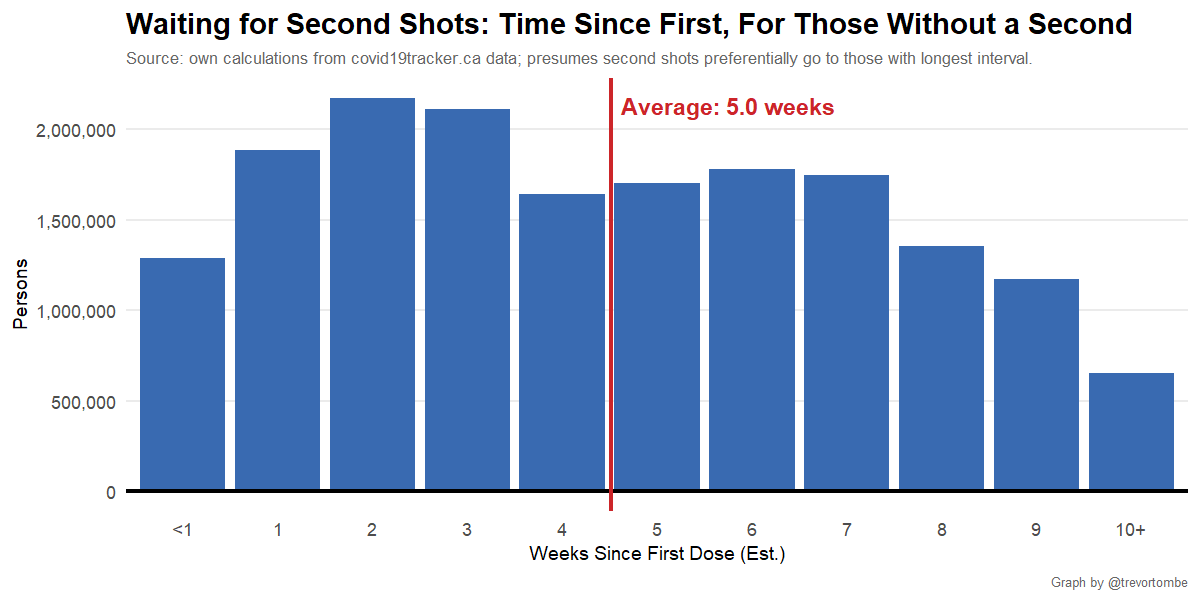 Waiting for Second Shots: Time Since First, For Those Without a Second
Source: own calculations from covid19tracker.ca data; presumes second shots preferentially go to those with longest interval.
Average: 5.0 weeks
2,000,000
1,500,000
1,000,000
500,000
0
Persons
<1 1 2 3 4 5 6 7 8 9 10+
Weeks Since First Dose (Est.)
Graph by @trevortombe